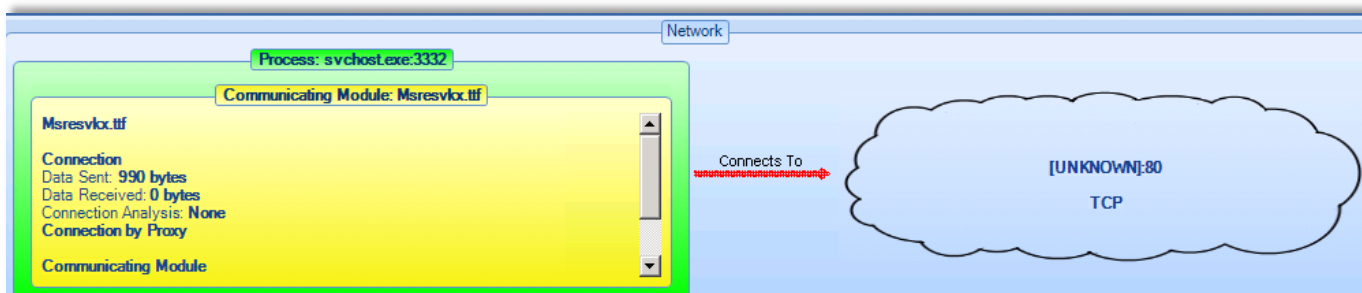 Network
Process: svchost.exe:3332
Communicating Module: Msresvkx.ttf
Msresvkx.ttf
Connection
Data Sent: 990 bytes
Data Received: 0 bytes
Connection Analysis: None
Connection by Proxy
Communicating Module
Connects To
[UNKNOWN]:80
TCP